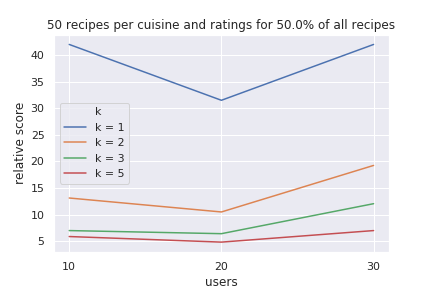 50 recipes per cuisine and ratings for 50.0% of all recipes
relative score
40
35
30
25
20
15
10
5
k
k = 1
k = 2
k = 3
k = 5
10 20 30
users